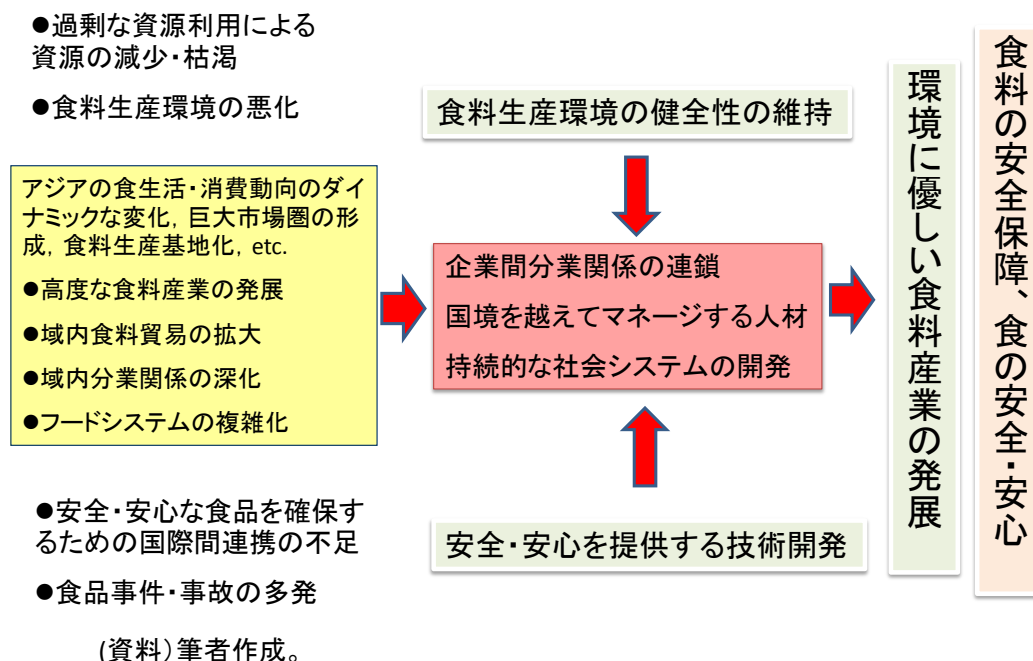 ●過剰な資源利用による
資源の減少・枯渇
●食料生産環境の悪化
食料生産環境の健全性の維持
アジアの食生活・消費動向のダイ
ナミックな変化, 巨大市場圏の形
成, 食料生産基地化, etc.
●高度な食料産業の発展
●域内食料貿易の拡大
●域内分業関係の深化
●フードシステムの複雑化
企業間分業関係の連鎖
国境を越えてマネージする人材
持続的な社会システムの開発
●安全・安心な食品を確保す
るための国際間連携の不足
●食品事件・事故の多発
安全・安心を提供する技術開発
環境に優しい食料産業の発展
食料の安全保障、食の安全・安心
(資料)筆者作成。